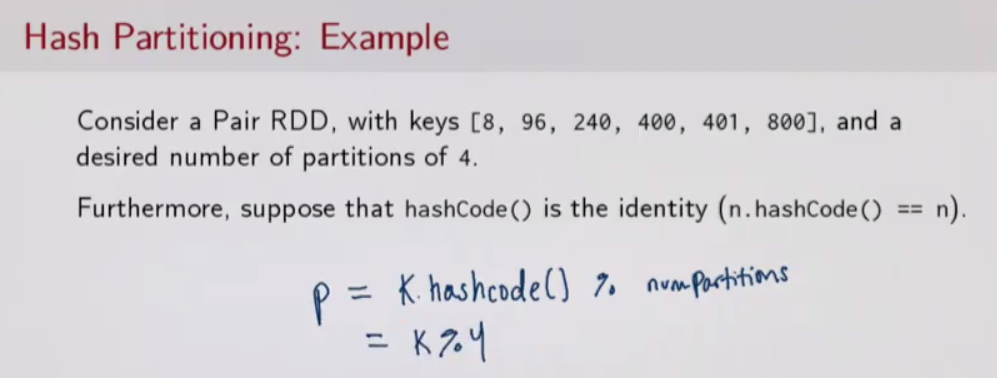 Hash Partitioning: Example
Consider a Pair RDD, with keys [8, 96, 240, 400, 401, 800], and a
desired number of partitions of 4.
Furthermore, suppose that hashCode() is the identity (n.hashCode() == n).
p = K.hashcode() % numPartitions
= K%4